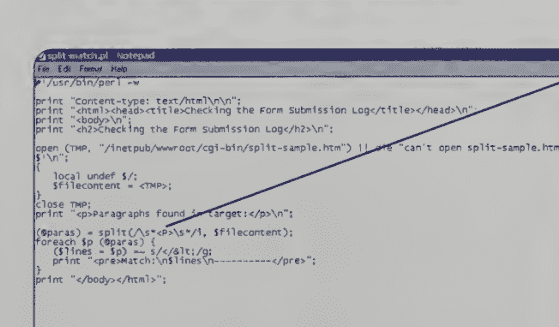 split-match.pl Notepad
File Edit Format Help
#!/usr/bin/perl -w
print "Content-type: text/html\n\n";
print "<html><head><title>Checking the Form Submission Log</title></head>\n";
print "<body>\n";
print "<h2>Checking the Form Submission Log</h2>\n";
open (TMP, "/inetpub/wwwroot/cgi-bin/split-sample.htm") || die "can't open split-sample.htm
$!\n";
{
local undef $/;
$filecontent = <TMP>;
}
close TMP;
print "<p>Paragraphs found in target:</p>\n";
(@paras) = split(/\s*<P>\s*/i, $filecontent);
foreach $p (@paras) {
($lines = $p) =~ s/</&lt;/g;
print "<pre>Match:\n$lines\n----------</pre>";
}
print "</body></html>";